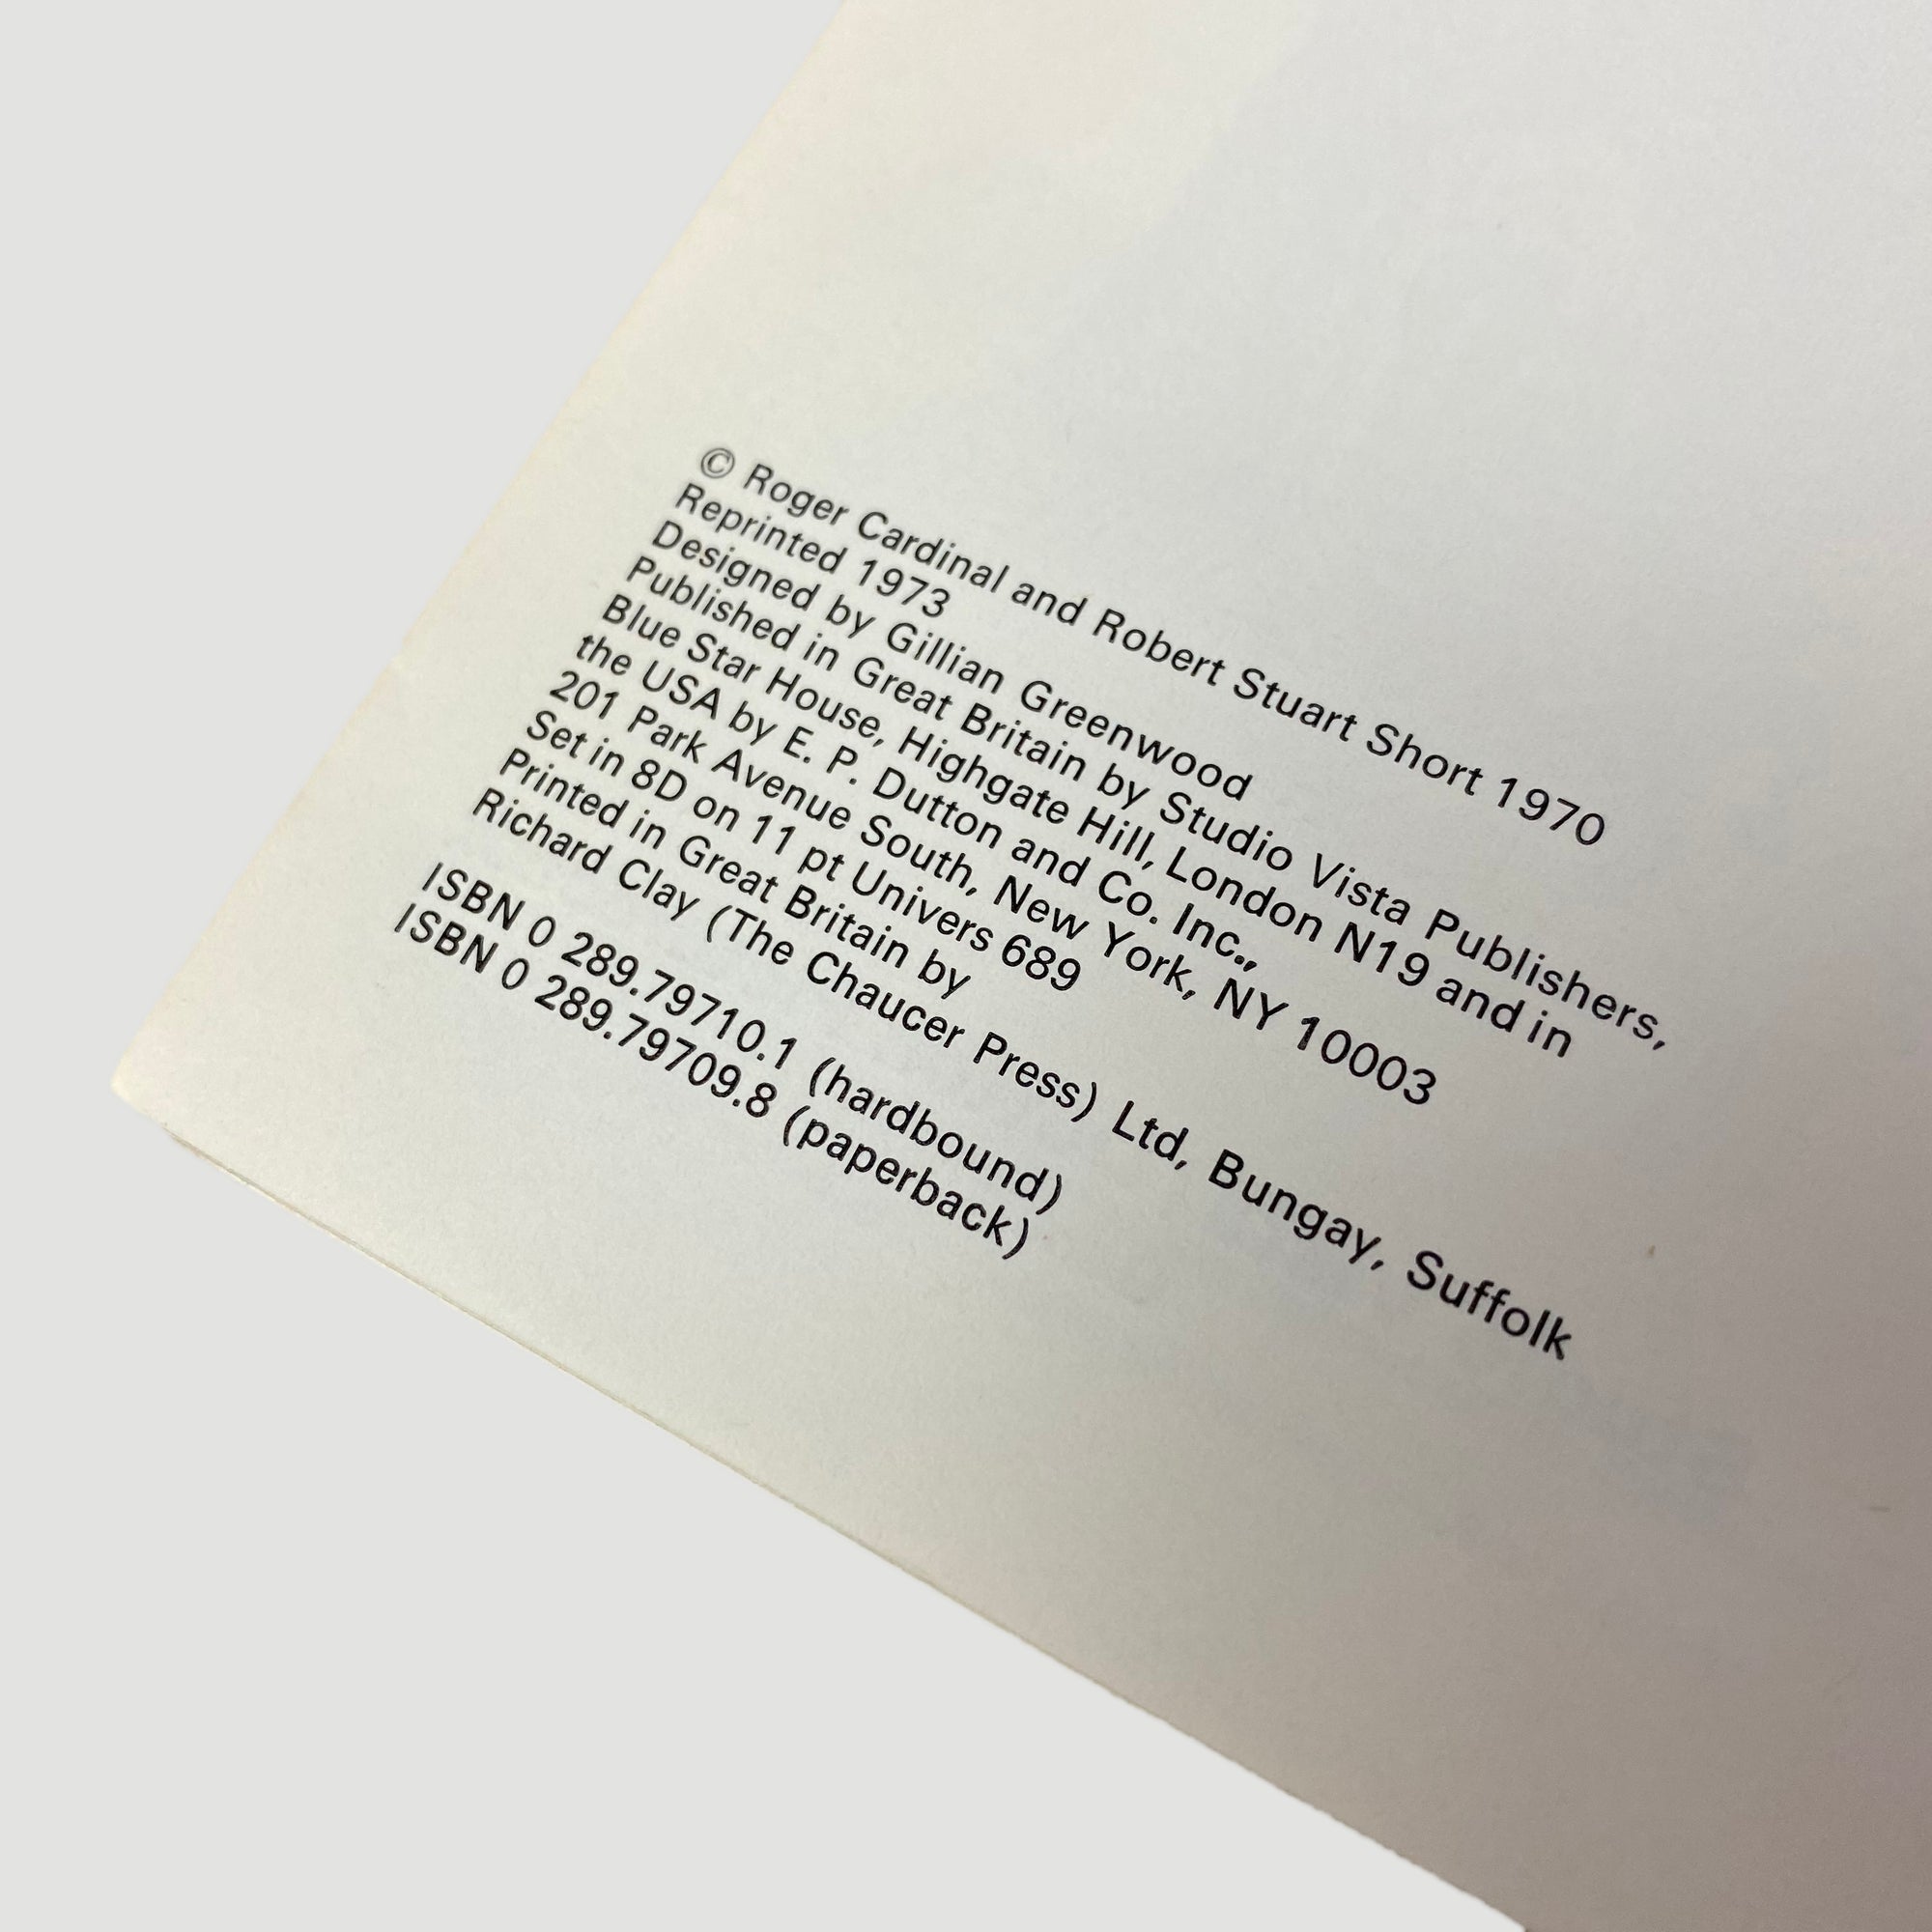 © Roger Cardinal and Robert Stuart Short 1970
Reprinted 1973
Designed by Gillian Greenwood
Published in Great Britain by Studio Vista Publishers,
Blue Star House, Highgate Hill, London N19 and in
the USA by E. P. Dutton and Co. Inc.,
201 Park Avenue South, New York, NY 10003
Set in 8D on 11 pt Univers 689
Printed in Great Britain by
Richard Clay (The Chaucer Press) Ltd, Bungay, Suffolk
ISBN 0 289.79710.1 (hardbound)
ISBN 0 289.79709.8 (paperback)